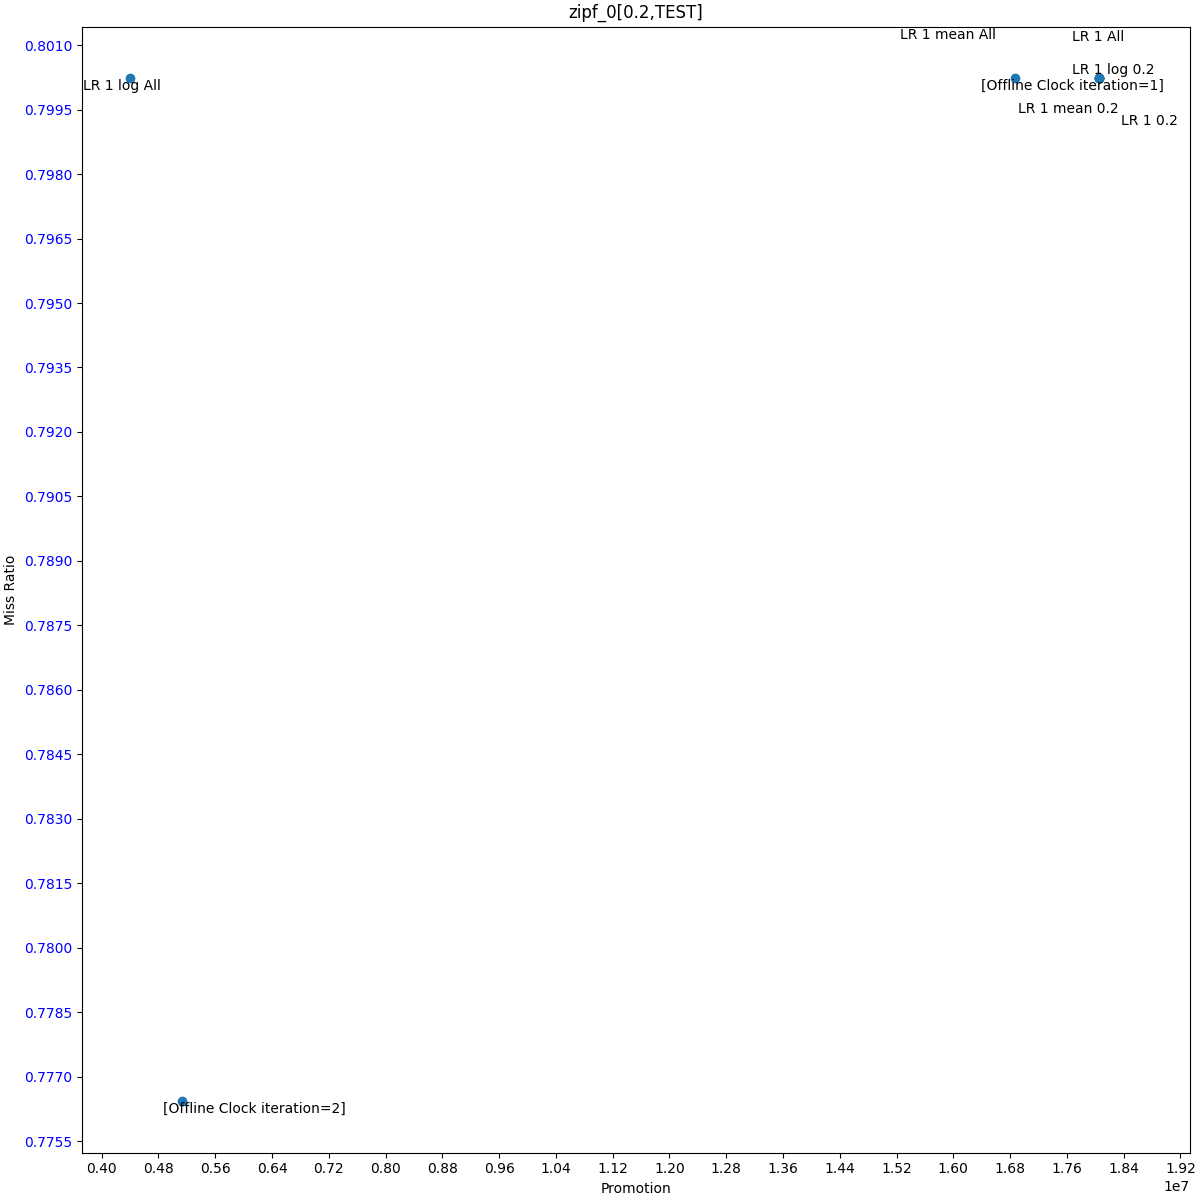 zipf_0[0.2,TEST]
LR 1 mean All
LR 1 All
LR 1 log 0.2
LR 1 log All
[Offline Clock iteration=1]
LR 1 mean 0.2
LR 1 0.2
[Offline Clock iteration=2]
Miss Ratio
0.8010
0.7995
0.7980
0.7965
0.7950
0.7935
0.7920
0.7905
0.7890
0.7875
0.7860
0.7845
0.7830
0.7815
0.7800
0.7785
0.7770
0.7755
0.40 0.48 0.56 0.64 0.72 0.80 0.88 0.96 1.04 1.12 1.20 1.28 1.36 1.44 1.52 1.60 1.68 1.76 1.84 1.92
1e7
Promotion